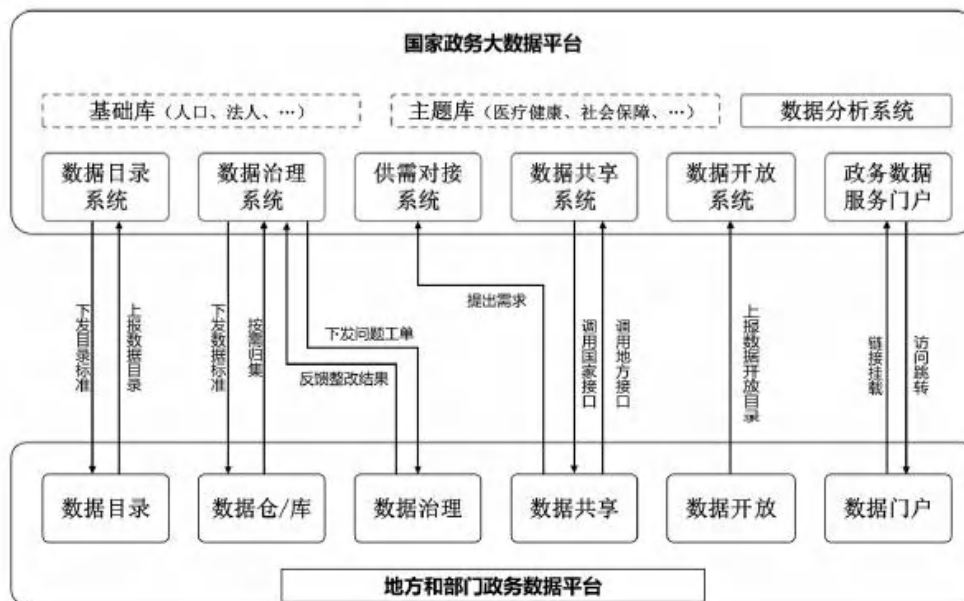 国家政务大数据平台
基础库（人口、法人、…）
主题库（医疗健康、社会保障、…）
数据分析系统
数据目录
系统
数据治理
系统
供需对接
系统
数据共享
系统
数据开放
系统
政务数据
服务门户
下发目录标准
上报数据目录
下发数据标准
按需归集
下发问题工单
反馈整改结果
提出需求
调用国家接口
调用地方接口
上报数据开放目录
链接挂载
访问跳转
数据目录
数据仓/库
数据治理
数据共享
数据开放
数据门户
地方和部门政务数据平台